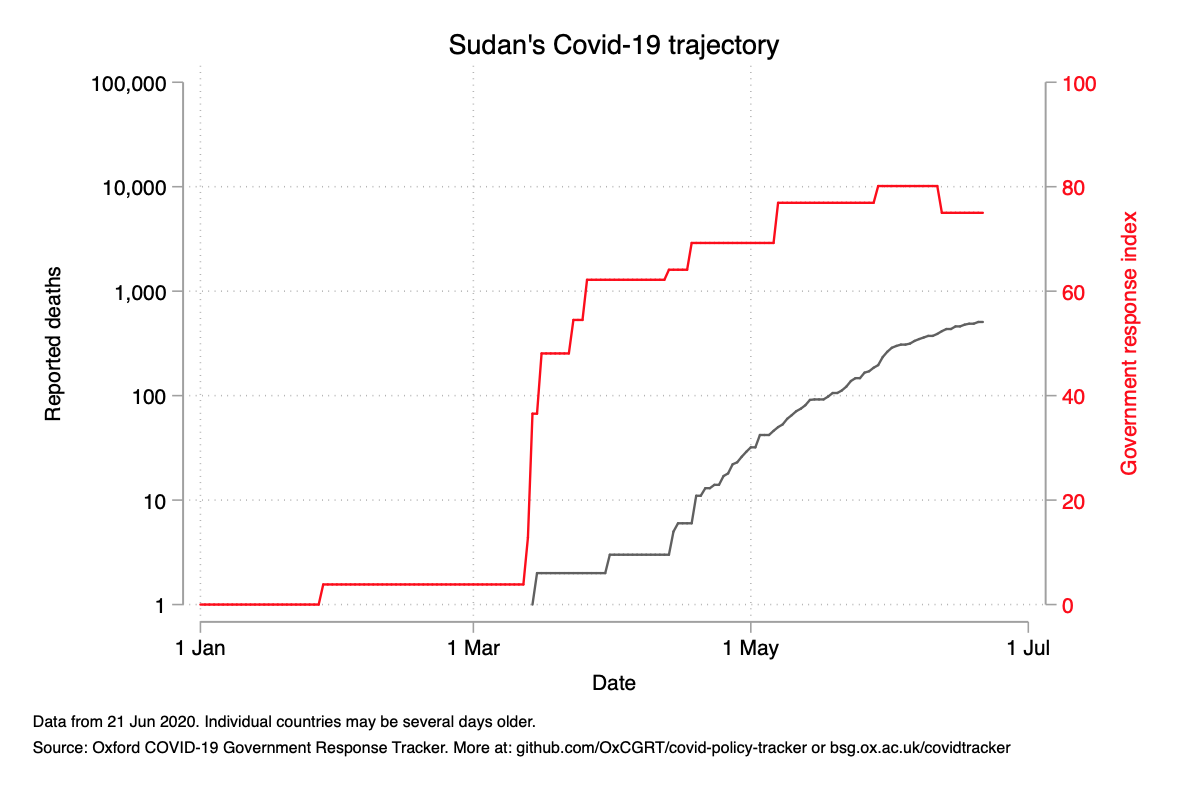 Sudan's Covid-19 trajectory
100,000
10,000
1,000
100
10
1
Reported deaths
100
80
60
40
20
0
Government response index
1 Jan
1 Mar
1 May
1 Jul
Date
Data from 21 Jun 2020. Individual countries may be several days older.
Source: Oxford COVID-19 Government Response Tracker. More at: github.com/OxCGRT/covid-policy-tracker or bsg.ox.ac.uk/covidtracker